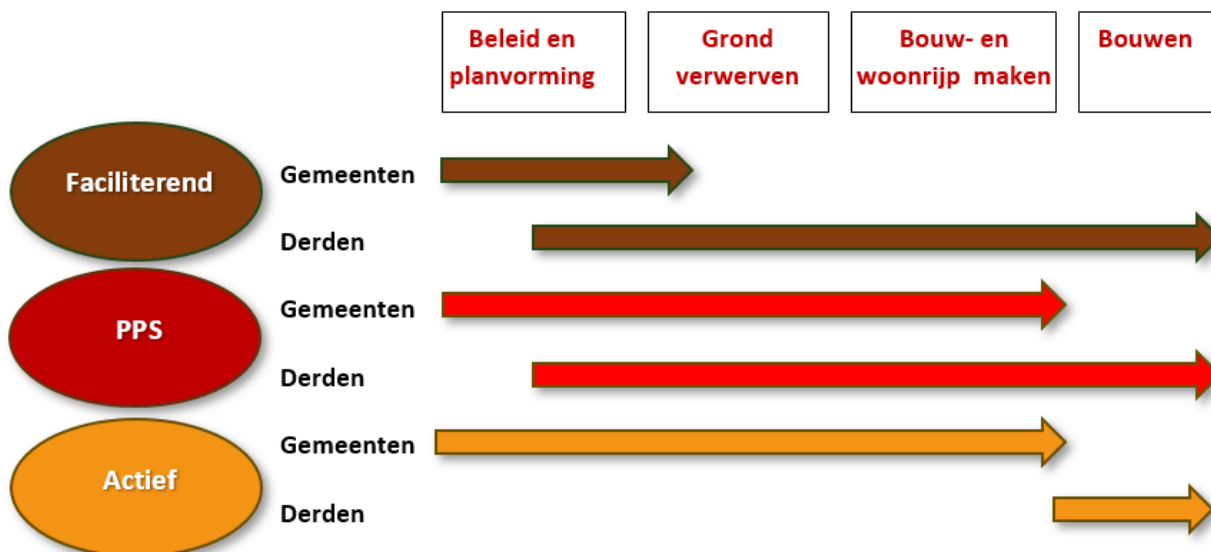 Beleid en
planvorming
Grond
verwerven
Bouw- en
woonrijp maken
Bouwen
Faciliterend
Gemeenten
Derden
PPS
Gemeenten
Derden
Actief
Gemeenten
Derden